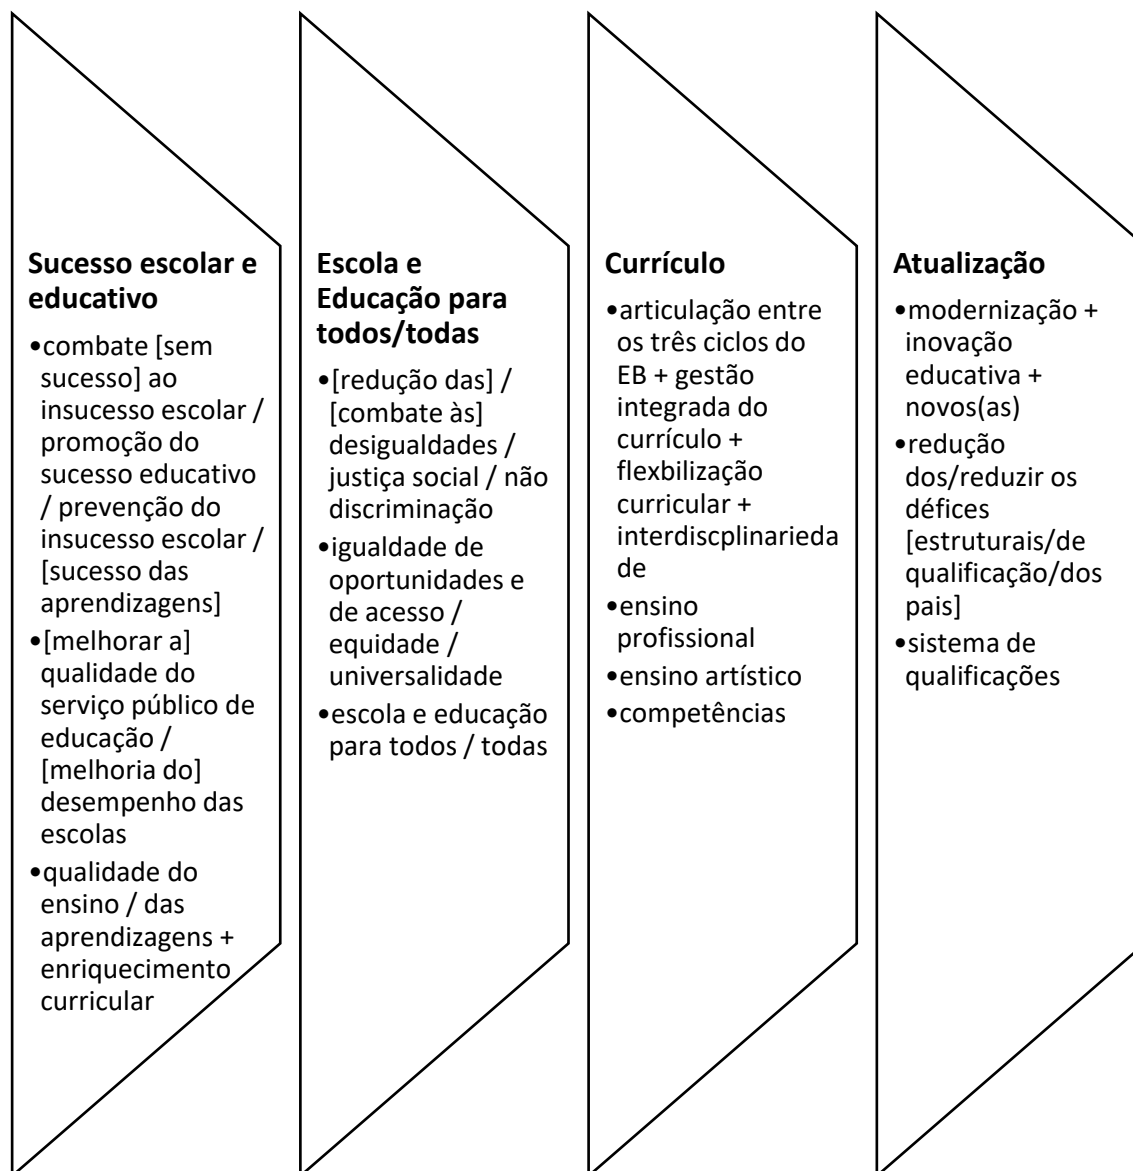 Sucesso escolar e
educativo
•combate [sem
sucesso] ao
insucesso escolar /
promoção do
sucesso educativo
/ prevenção do
insucesso escolar /
[sucesso das
aprendizagens]
•[melhorar a]
qualidade do
serviço público de
educação /
[melhoria do]
desempenho das
escolas
•qualidade do
ensino / das
aprendizagens +
enriquecimento
curricular
Escola e
Educação para
todos/todas
•[redução das] /
[combate às]
desigualdades /
justiça social / não
discriminação
•igualdade de
oportunidades e
de acesso /
equidade /
universalidade
•escola e educação
para todos / todas
Currículo
•articulação entre
os três ciclos do
EB + gestão
integrada do
currículo +
flexbilização
curricular +
interdiscplinarieda
de
•ensino
profissional
•ensino artístico
•competências
Atualização
•modernização +
inovação
educativa +
novos(as)
•redução
dos/reduzir os
défices
[estruturais/de
qualificação/dos
pais]
•sistema de
qualificações